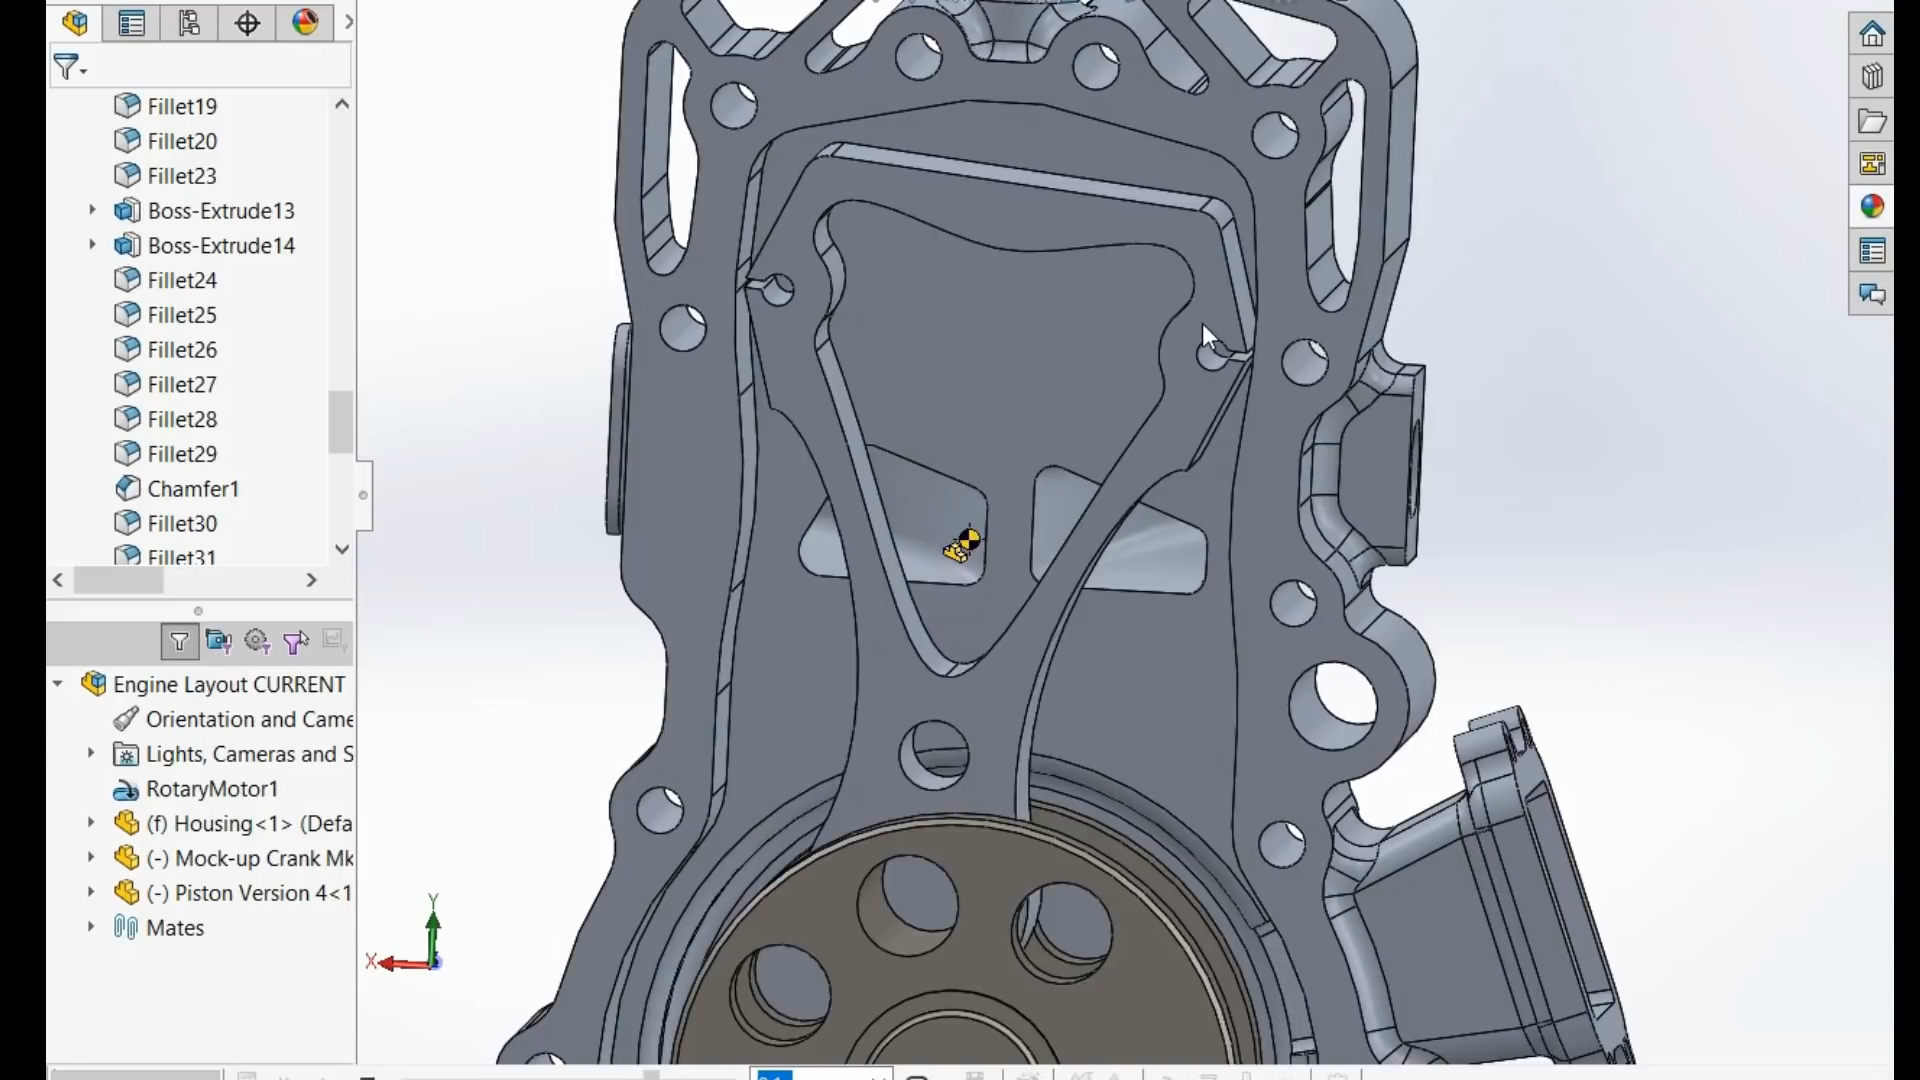 Fillet19
Fillet20
Fillet23
Boss-Extrude13
Boss-Extrude14
Fillet24
Fillet25
Fillet26
Fillet27
Fillet28
Fillet29
Chamfer1
Fillet30
Fillet31
Engine Layout CURRENT
Orientation and Came
Lights, Cameras and S
RotaryMotor1
(f) Housing<1> (Defa
(-) Mock-up Crank Mk
(-) Piston Version 4<1
Mates
Y
X